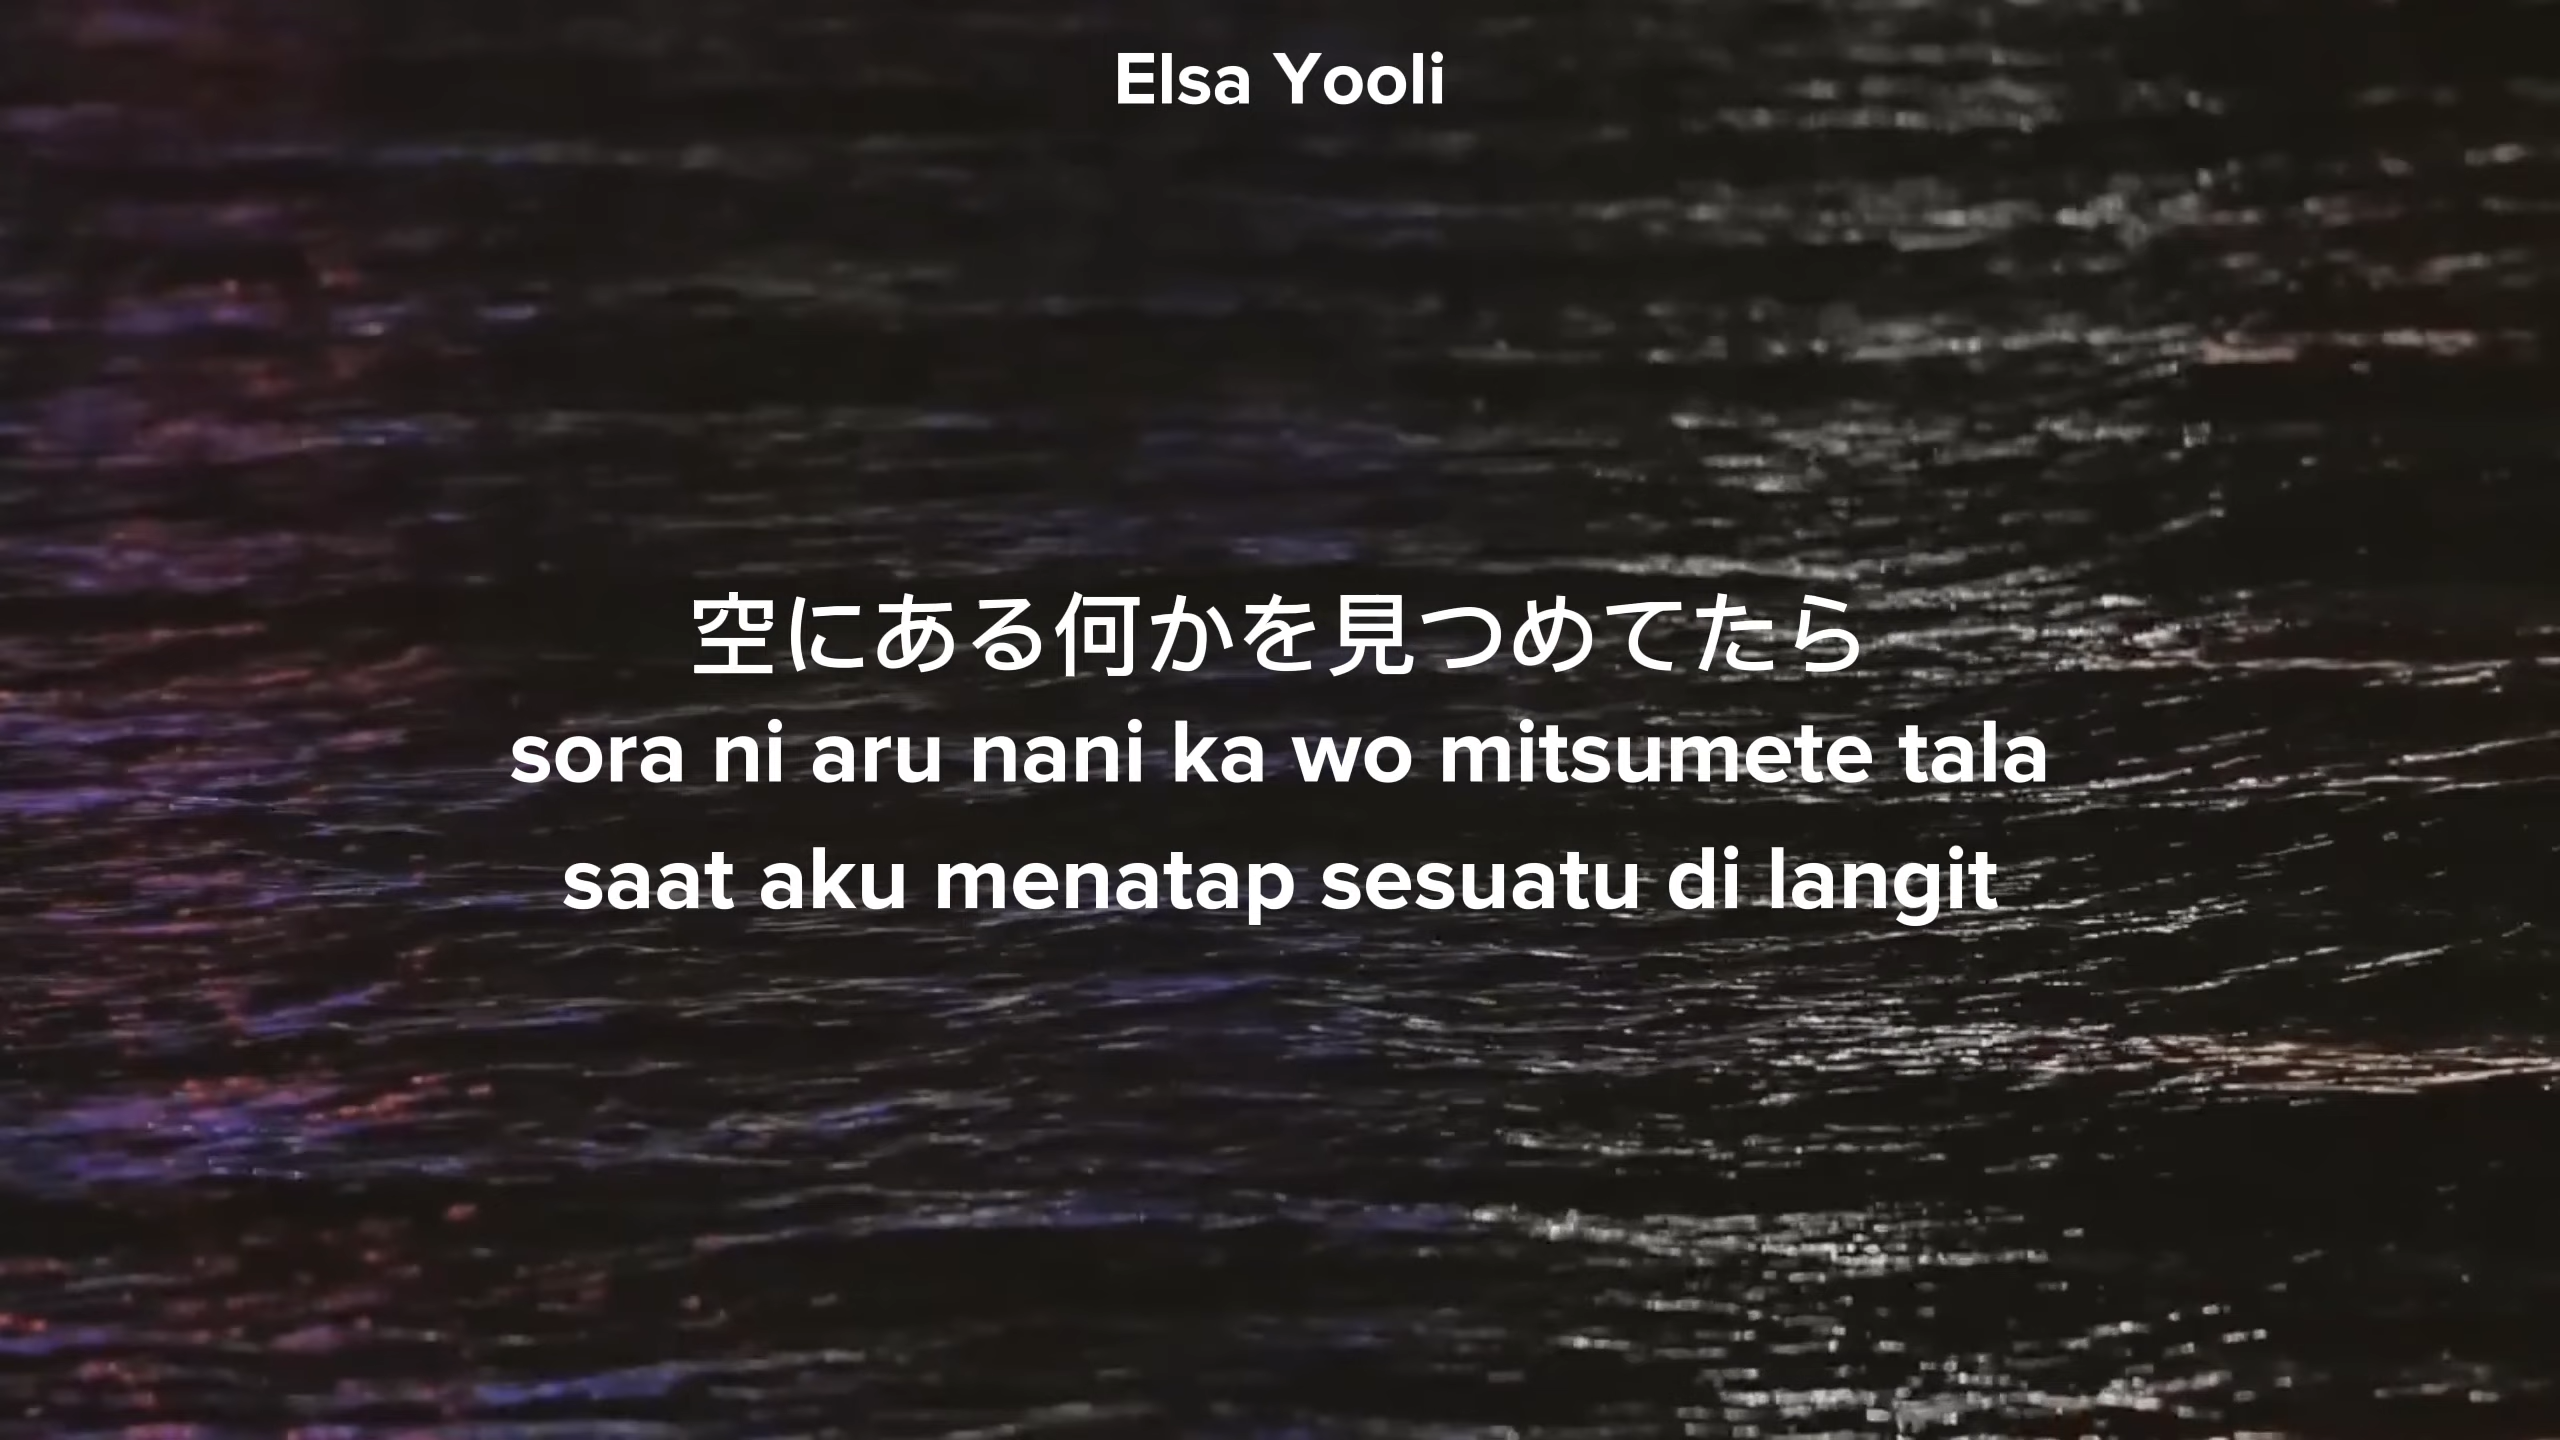 Elsa Yooli
空にある何かを見つめてたら
sora ni aru nani ka wo mitsumete tala
saat aku menatap sesuatu di langit